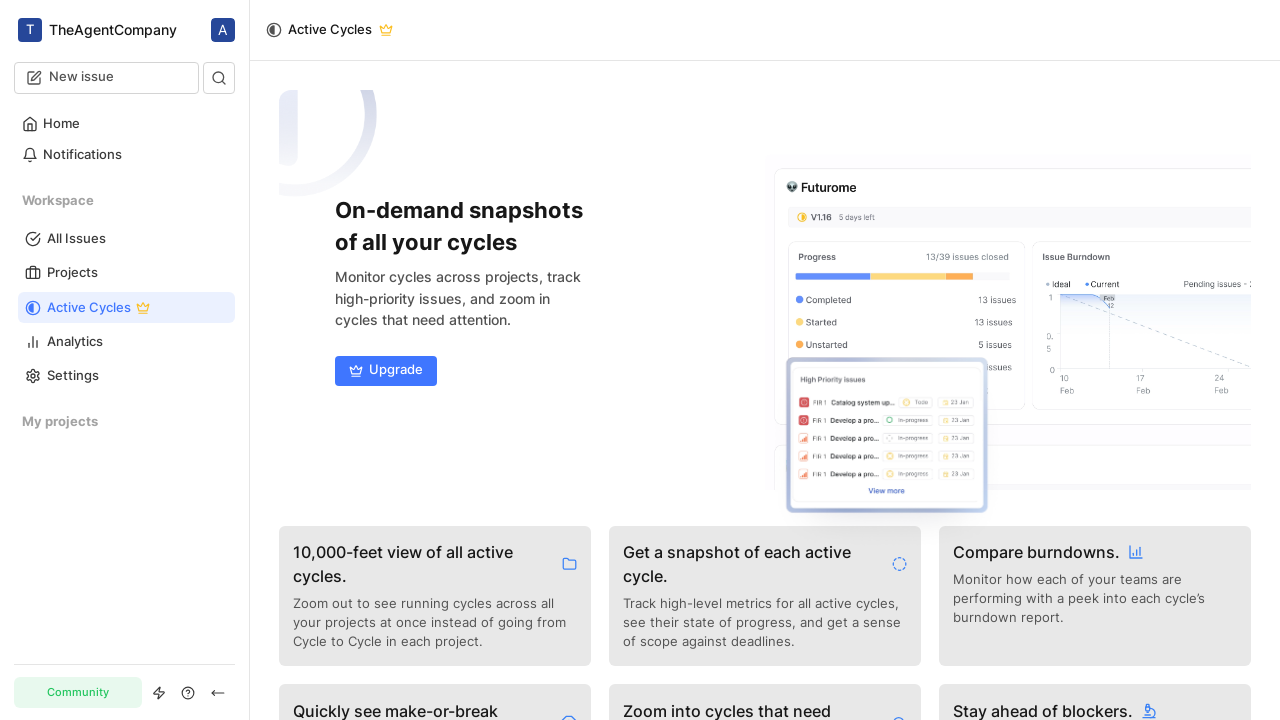 T TheAgentCompany A
New issue
Home
Notifications
Workspace
All Issues
Projects
Active Cycles
Analytics
Settings
My projects
Community
Active Cycles
On-demand snapshots
of all your cycles
Monitor cycles across projects, track
high-priority issues, and zoom in
cycles that need attention.
Upgrade
Futurome
V1.16 5 days left
Progress 13/39 issues closed
Completed 13 issues
Started 13 issues
Unstarted 5 issues
issues
Issue Burndown
Ideal Current Pending issues -
1
0.
5
0
Feb
12
10 17 24
Feb Feb Feb
High Priority issues
FIR 1 Catalog system up... Todo 23 Jan
FIR 1 Develop a pro... In-progress 23 Jan
FIR 1 Develop a pro... In-progress 23 Jan
FIR 1 Develop a pro... In-progress 23 Jan
FIR 1 Develop a pro... In-progress 23 Jan
View more
10,000-feet view of all active
cycles.
Zoom out to see running cycles across all
your projects at once instead of going from
Cycle to Cycle in each project.
Get a snapshot of each active
cycle.
Track high-level metrics for all active cycles,
see their state of progress, and get a sense
of scope against deadlines.
Compare burndowns.
Monitor how each of your teams are
performing with a peek into each cycle’s
burndown report.
Quickly see make-or-break
Zoom into cycles that need
Stay ahead of blockers.